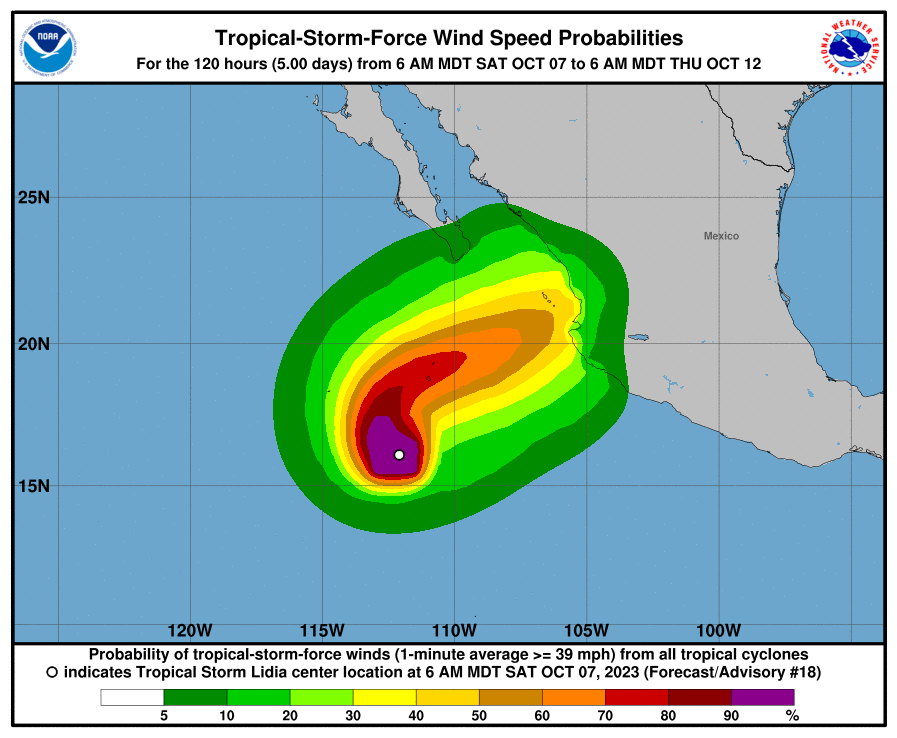 Tropical-Storm-Force Wind Speed Probabilities
For the 120 hours (5.00 days) from 6 AM MDT SAT OCT 07 to 6 AM MDT THU OCT 12
NOAA
NATIONAL WEATHER SERVICE
25N
20N
15N
Mexico
120W 115W 110W 105W 100W
Probability of tropical-storm-force winds (1-minute average >= 39 mph) from all tropical cyclones
indicates Tropical Storm Lidia center location at 6 AM MDT SAT OCT 07, 2023 (Forecast/Advisory #18)
5 10 20 30 40 50 60 70 80 90 %